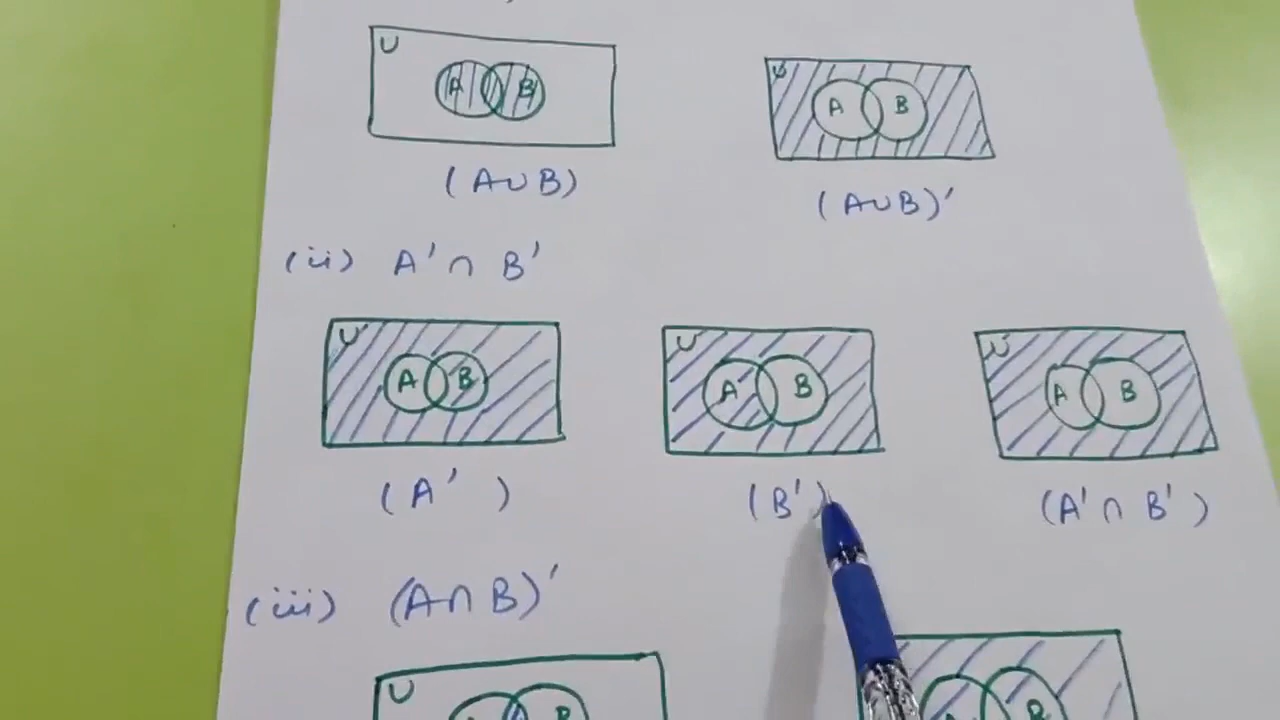 U A B
U A B
(A∪B)
(A∪B)'
(ii) A' ∩ B'
U A B
U A B
U A B
(A' )
(B')
(A' ∩ B')
(iii) (A∩B)'
U A B
A B